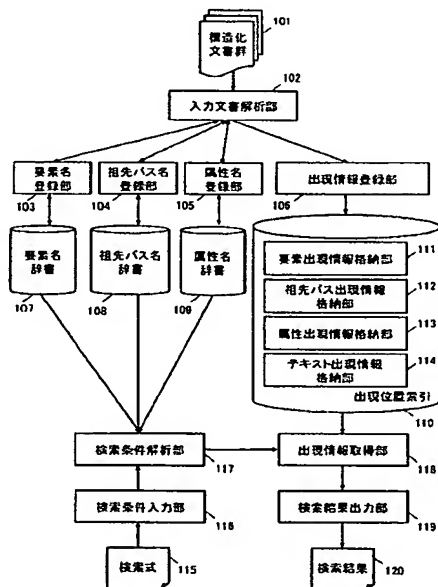 構造化
文書群
101
102
入力文書解析部
要素名
登録部
103
祖先パス名
登録部
104
属性名
登録部
105
出現情報登録部
106
要素名
辞書
107
祖先パス名
辞書
108
属性名
辞書
109
要素出現情報格納部
111
祖先パス出現情報
格納部
112
属性出現情報格納部
113
テキスト出現情報
格納部
114
出現位置索引
110
検索条件解析部
117
出現情報取得部
118
検索条件入力部
116
検索結果出力部
119
検索式
115
検索結果
120